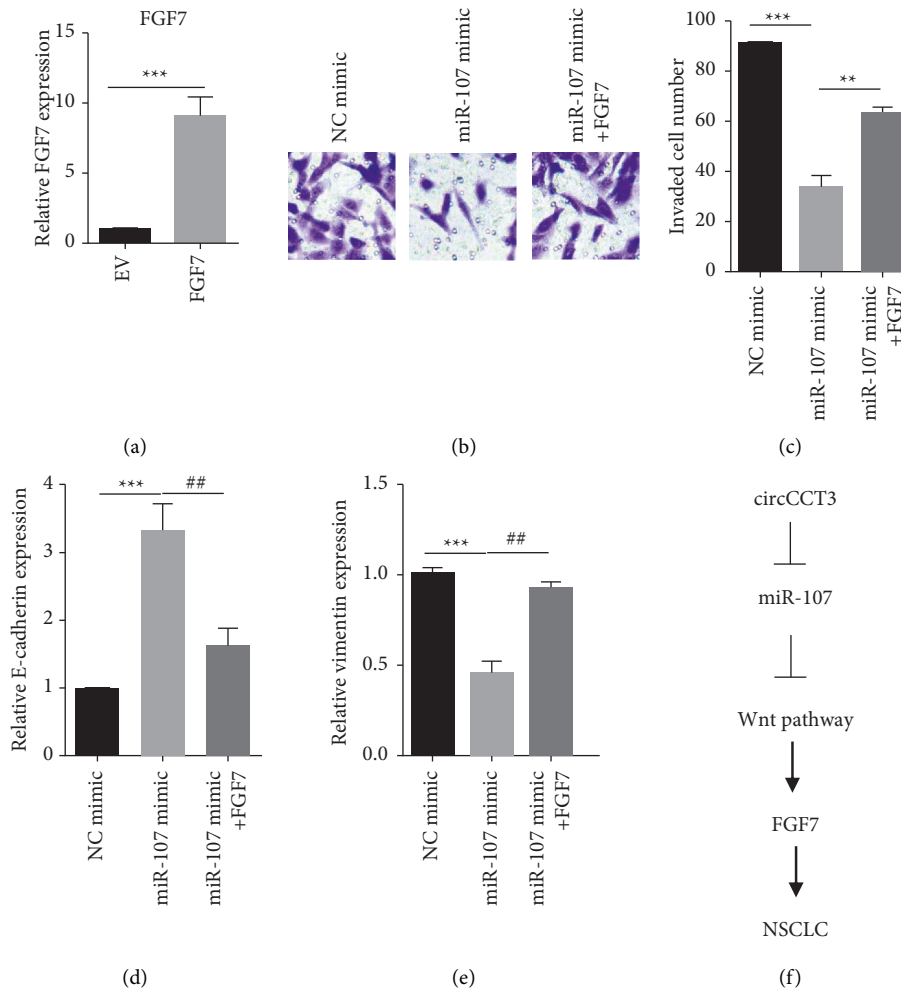 FGF7
Relative FGF7 expression
15
10
5
0
***
EV
FGF7
(a)
NC mimic
miR-107 mimic
miR-107 mimic
+FGF7
(b)
Invaded cell number
100
80
60
40
20
0
***
**
NC mimic
miR-107 mimic
miR-107 mimic
+FGF7
(c)
Relative E-cadherin expression
4
3
2
1
0
***
##
NC mimic
miR-107 mimic
miR-107 mimic
+FGF7
(d)
Relative vimentin expression
1.5
1.0
0.5
0.0
***
##
NC mimic
miR-107 mimic
miR-107 mimic
+FGF7
(e)
circCCT3
miR-107
Wnt pathway
FGF7
NSCLC
(f)